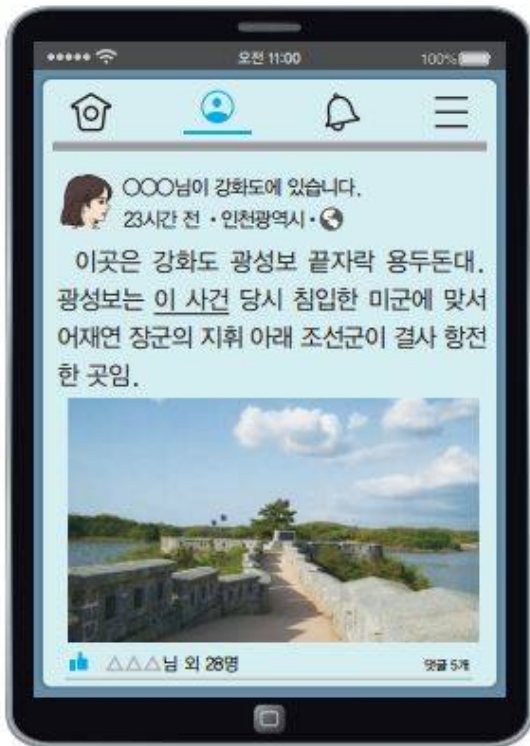 오전 11:00
100%
○○○님이 강화도에 있습니다.
23시간 전 • 인천광역시 •
이곳은 강화도 광성보 끝자락 용두돈대.
광성보는 이 사건 당시 침입한 미군에 맞서
어재연 장군의 지휘 아래 조선군이 결사 항전
한 곳임.
△△△님 외 28명
댓글 5개